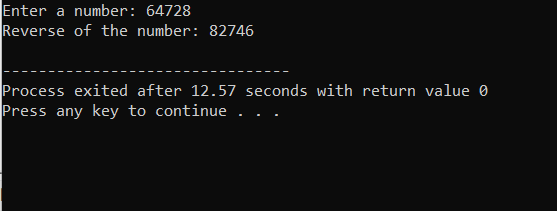 Enter a number: 64728
Reverse of the number: 82746
--------------------------------
Process exited after 12.57 seconds with return value 0
Press any key to continue . . .